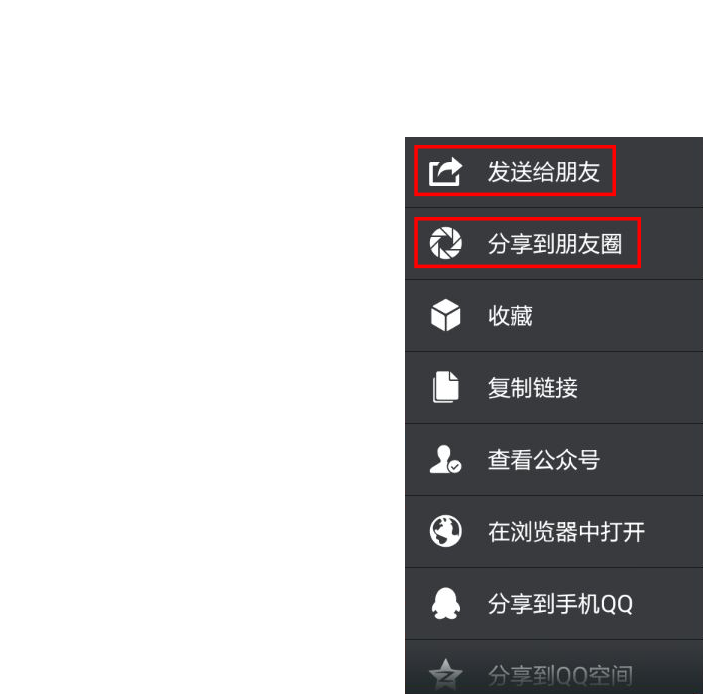 发送给朋友
分享到朋友圈
收藏
复制链接
查看公众号
在浏览器中打开
分享到手机QQ
分享到QQ空间